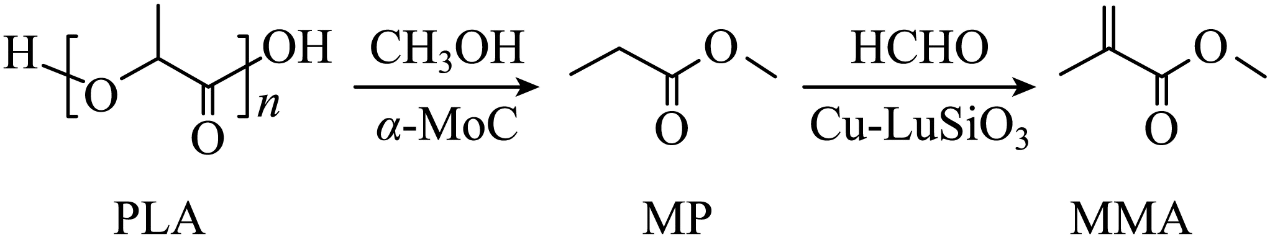 H O O OH n
CH₃OH
α-MoC
O O
HCHO
Cu-LuSiO₃
O O
PLA
MP
MMA